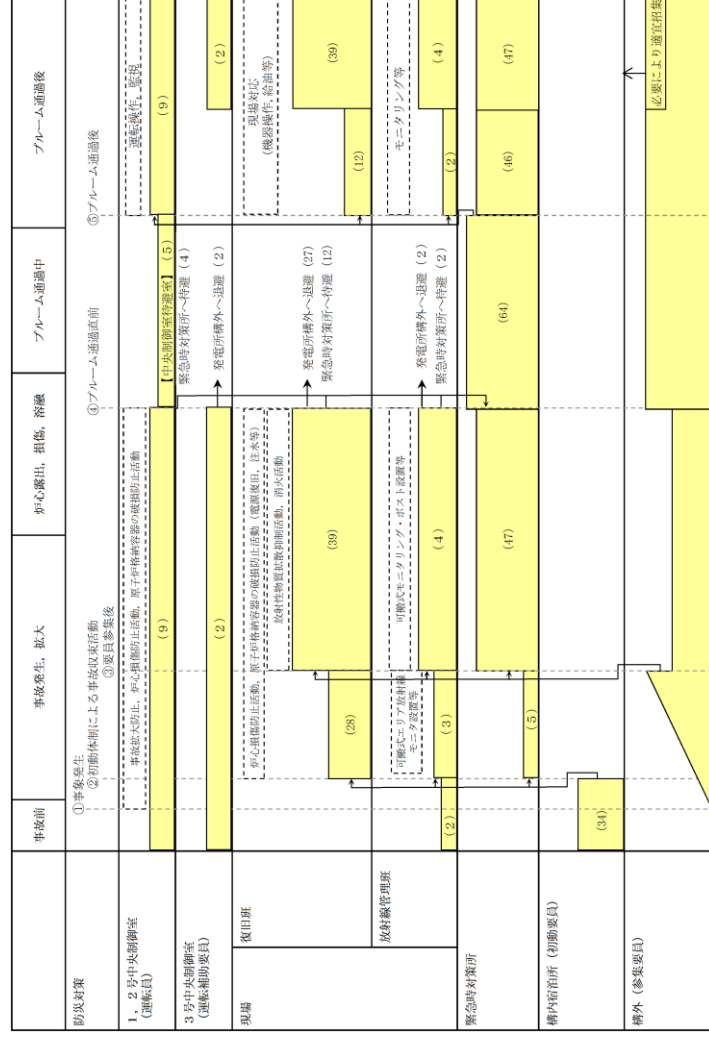 事故前
事故発生，拡大
炉心露出，損傷，溶融
プルーム通過中
プルーム通過後
防災対策
①事象発生
②初動体制による事故収束活動
③要員参集後
④プルーム通過直前
⑤プルーム通過後
１，２号中央制御室
（運転員）
事故拡大防止，炉心損傷防止活動，原子炉格納容器の破損防止活動
運転操作，監視
(9)
(9)
【中央制御室待避室】(5)
緊急時対策所へ待避 (4)
３号中央制御室
（運転補助要員）
(2)
発電所構外へ退避 (2)
(2)
現場
復旧班
炉心損傷防止活動，原子炉格納容器の破損防止活動（電源復旧，注水等）
放射性物質拡散抑制活動，消火活動
現場対応
（機器操作，給油等）
(28)
(39)
発電所構外へ退避 (27)
緊急時対策所へ待避 (12)
(12)
(39)
放射線管理班
可搬式エリア放射線
モニタ設置等
可搬式モニタリング・ポスト設置等
モニタリング等
(2)
(3)
(4)
発電所構外へ退避 (2)
緊急時対策所へ待避 (2)
(2)
(4)
緊急時対策所
(5)
(47)
(64)
(46)
(47)
構内宿泊所（初動要員）
(34)
構外（参集要員）
必要により適宜招集